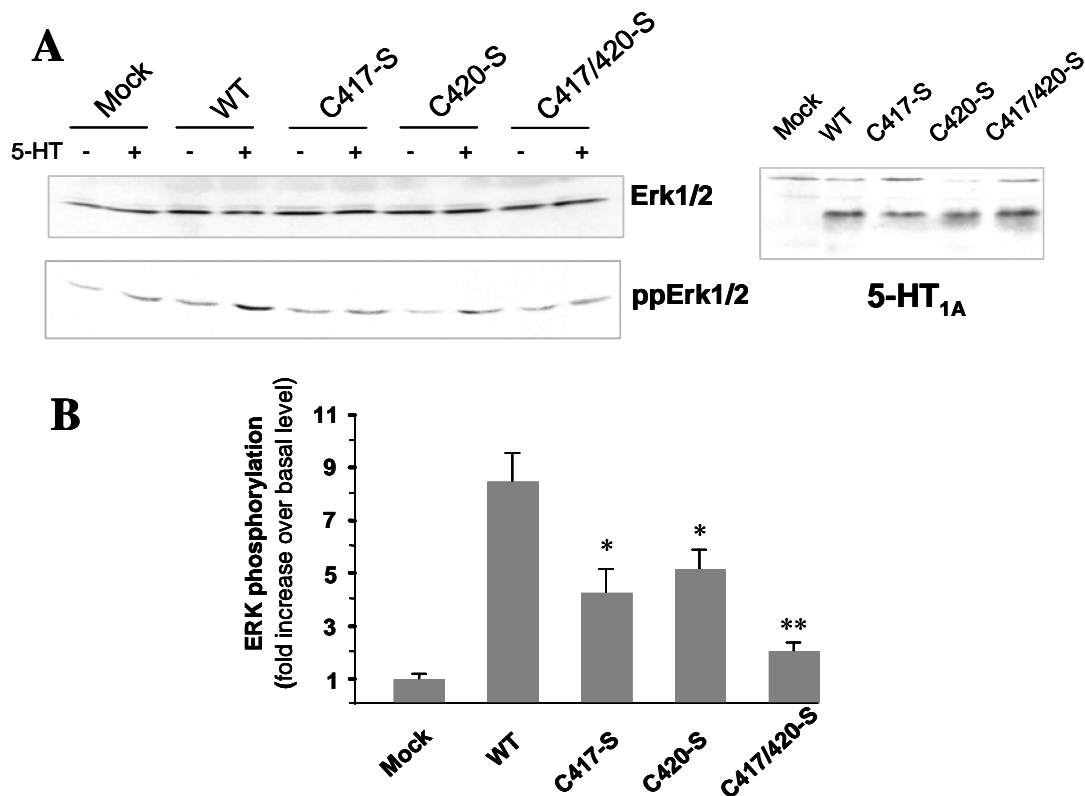 A
Mock WT C417-S C420-S C417/420-S
5-HT - + - + - + - + - +
Erk1/2
ppErk1/2
Mock WT C417-S C420-S C417/420-S
5-HT1A
B
ERK phosphorylation
(fold increase over basal level)
11
9
7
5
3
1
* * **
Mock WT C417-S C420-S C417/420-S